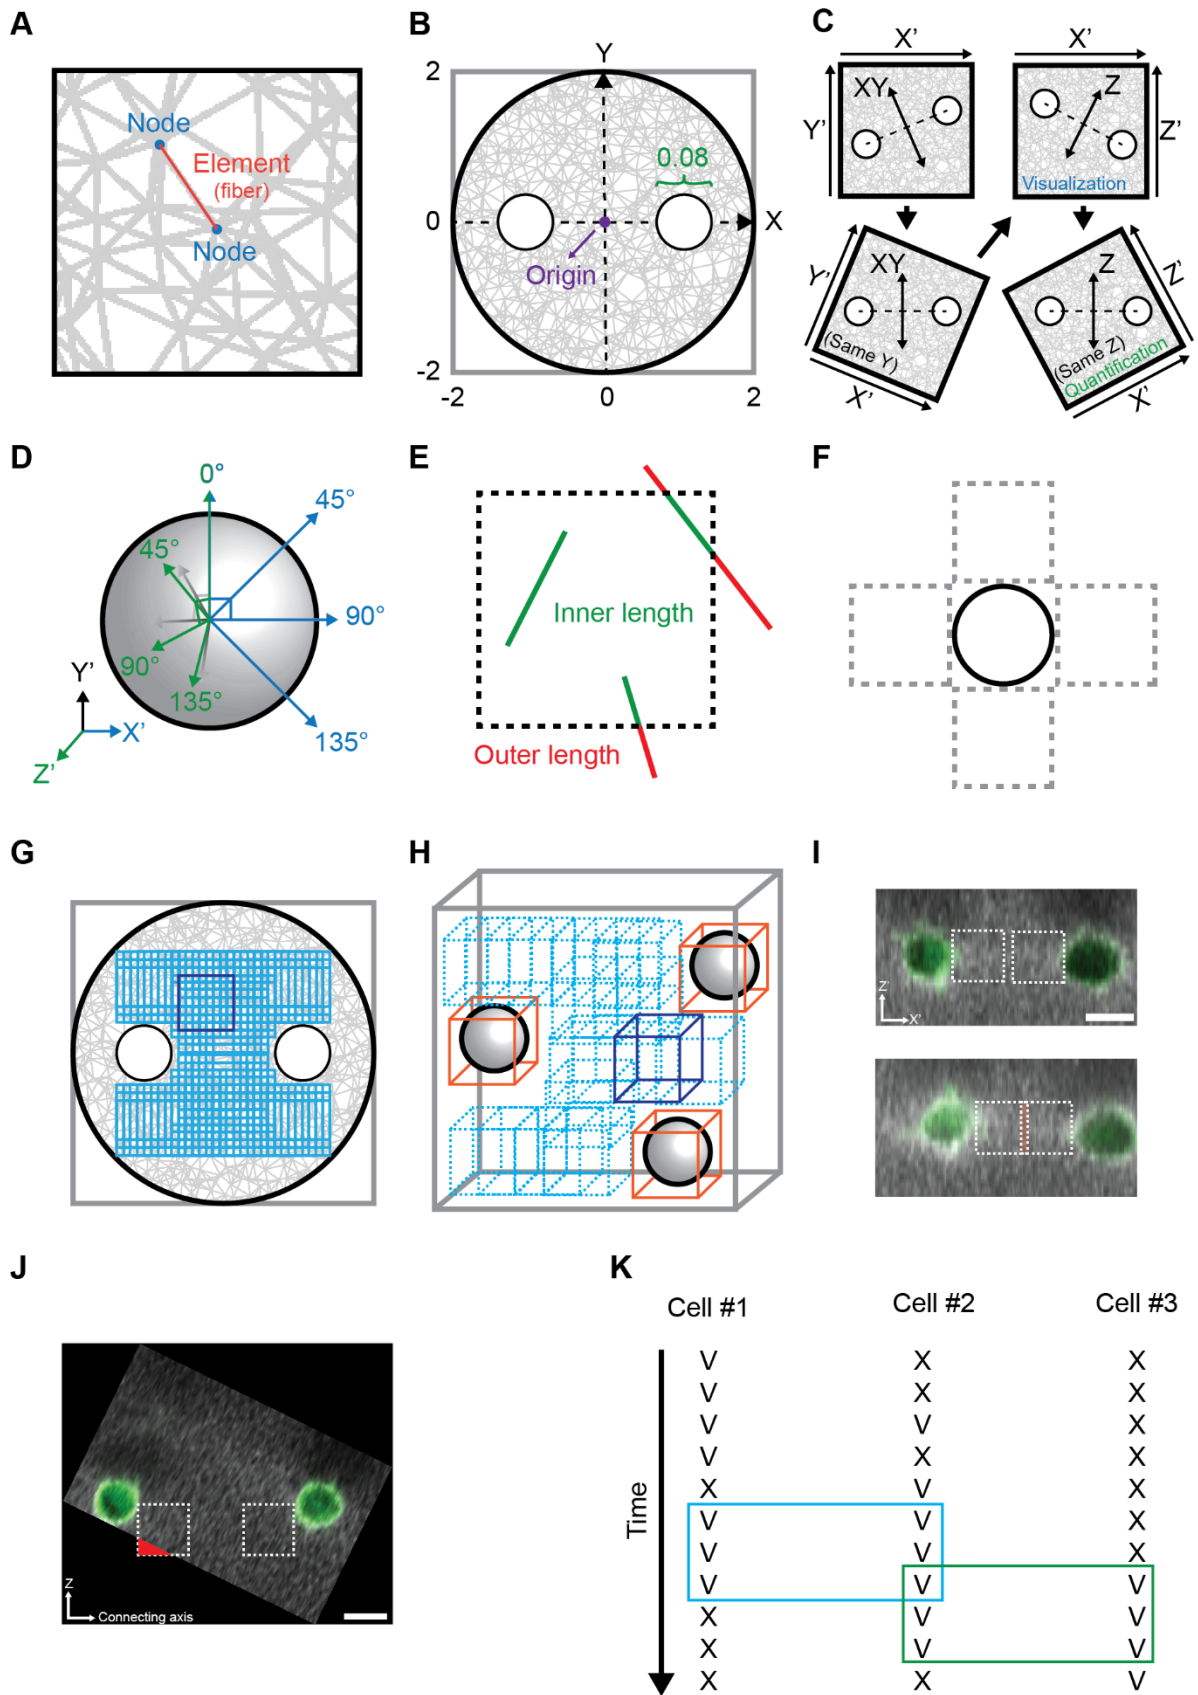 A
Node
Element
(fiber)
Node
B
Y
2
0.08
0
X
Origin
-2
-2
0
2
C
X'
X'
XY
Z
Y'
Z'
Visualization
XY
Z
Y'
Z'
(Same Y)
(Same Z)
Quantification
X'
X'
D
0°
45°
45°
90°
90°
135°
135°
Y'
X'
Z'
E
Inner length
Outer length
F
G
H
I
Z'
X'
J
Z
Connecting axis
K
Cell #1 Cell #2 Cell #3
Time
V X X
V X X
V V X
V X X
X V X
V V X
V V X
V V V
X V V
X V V
X X V